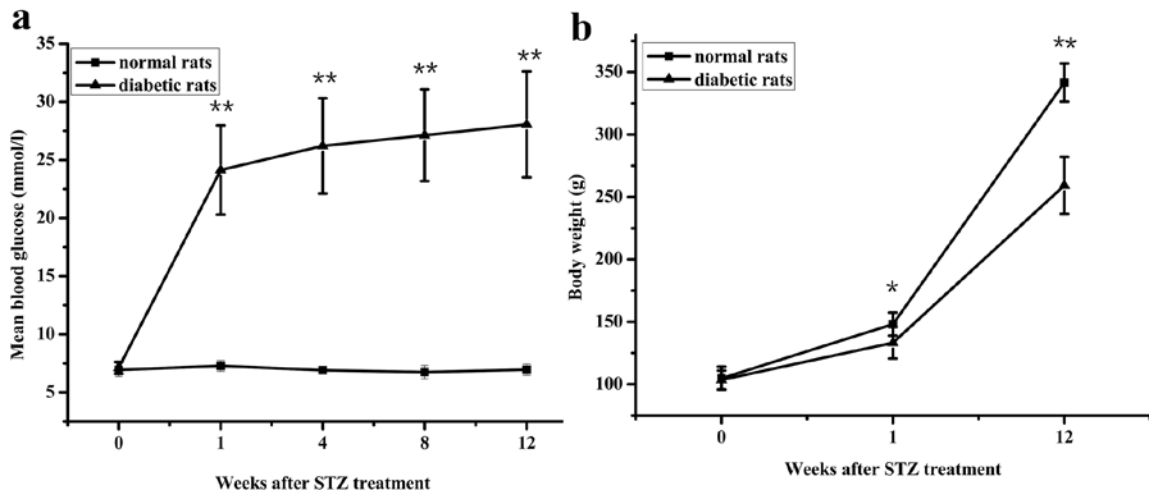 a
35
30
25
20
15
10
5
Mean blood glucose (mmol/l)
normal rats
diabetic rats
**
**
**
**
0 1 4 8 12
Weeks after STZ treatment
b
350
300
250
200
150
100
Body weight (g)
normal rats
diabetic rats
*
**
0 1 12
Weeks after STZ treatment